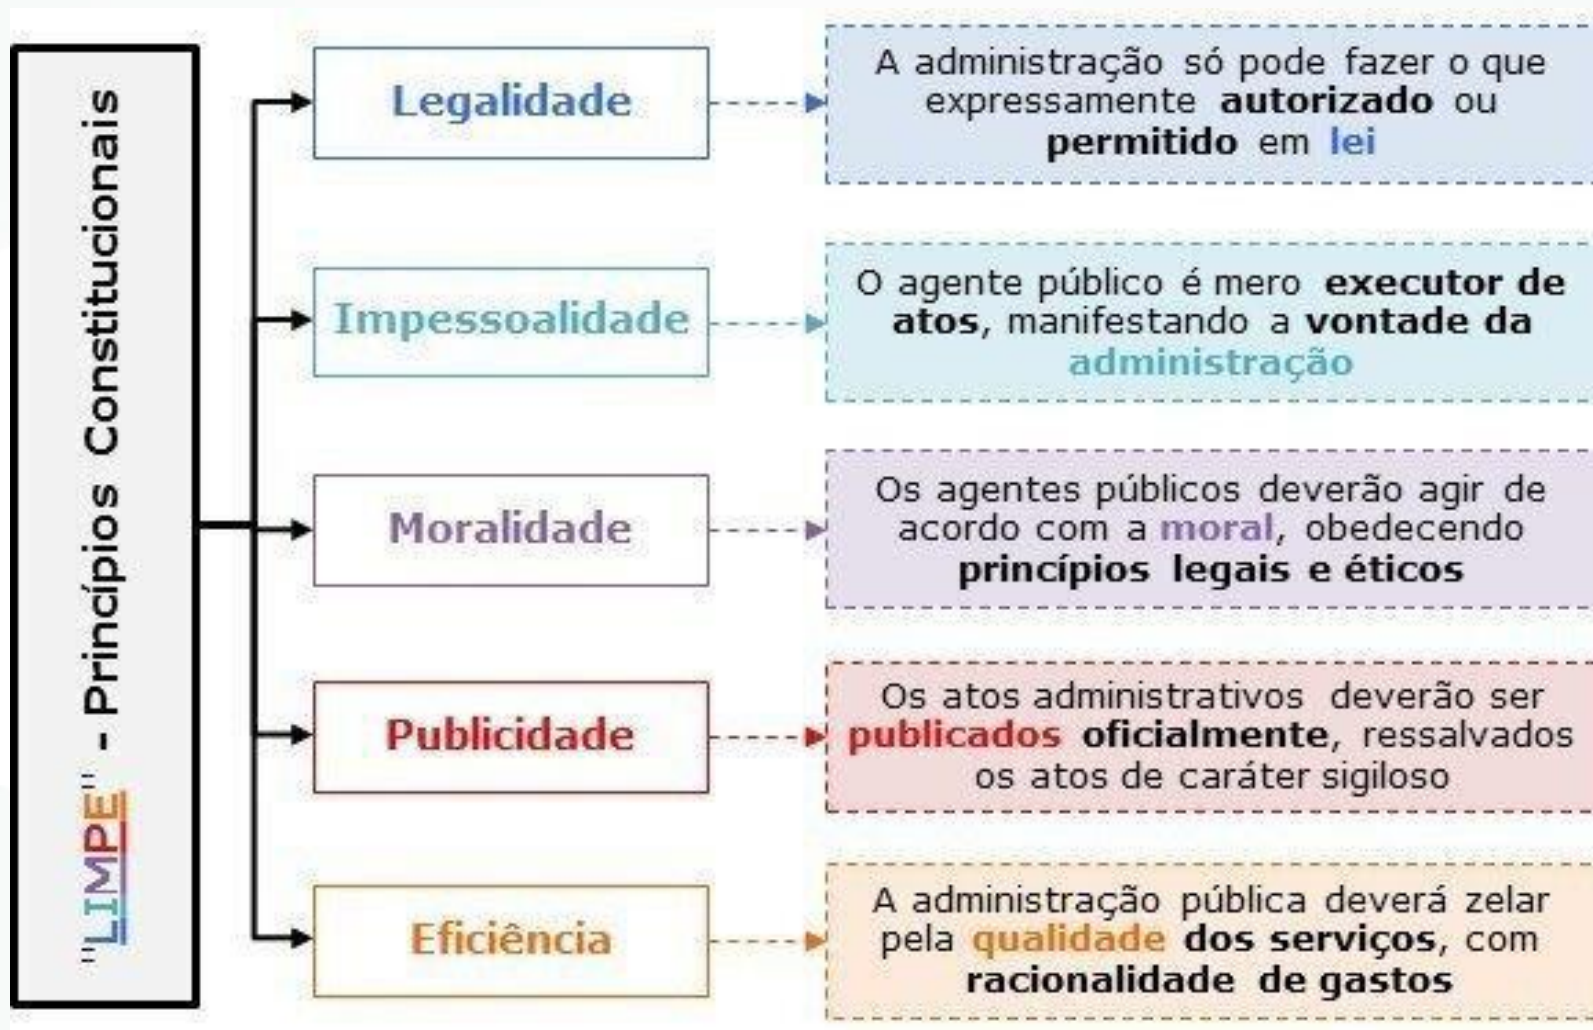 "LIMPE" - Princípios Constitucionais
Legalidade
A administração só pode fazer o que
expressamente autorizado ou
permitido em lei
Impessoalidade
O agente público é mero executor de
atos, manifestando a vontade da
administração
Moralidade
Os agentes públicos deverão agir de
acordo com a moral, obedecendo
princípios legais e éticos
Publicidade
Os atos administrativos deverão ser
publicados oficialmente, ressalvados
os atos de caráter sigiloso
Eficiência
A administração pública deverá zelar
pela qualidade dos serviços, com
racionalidade de gastos